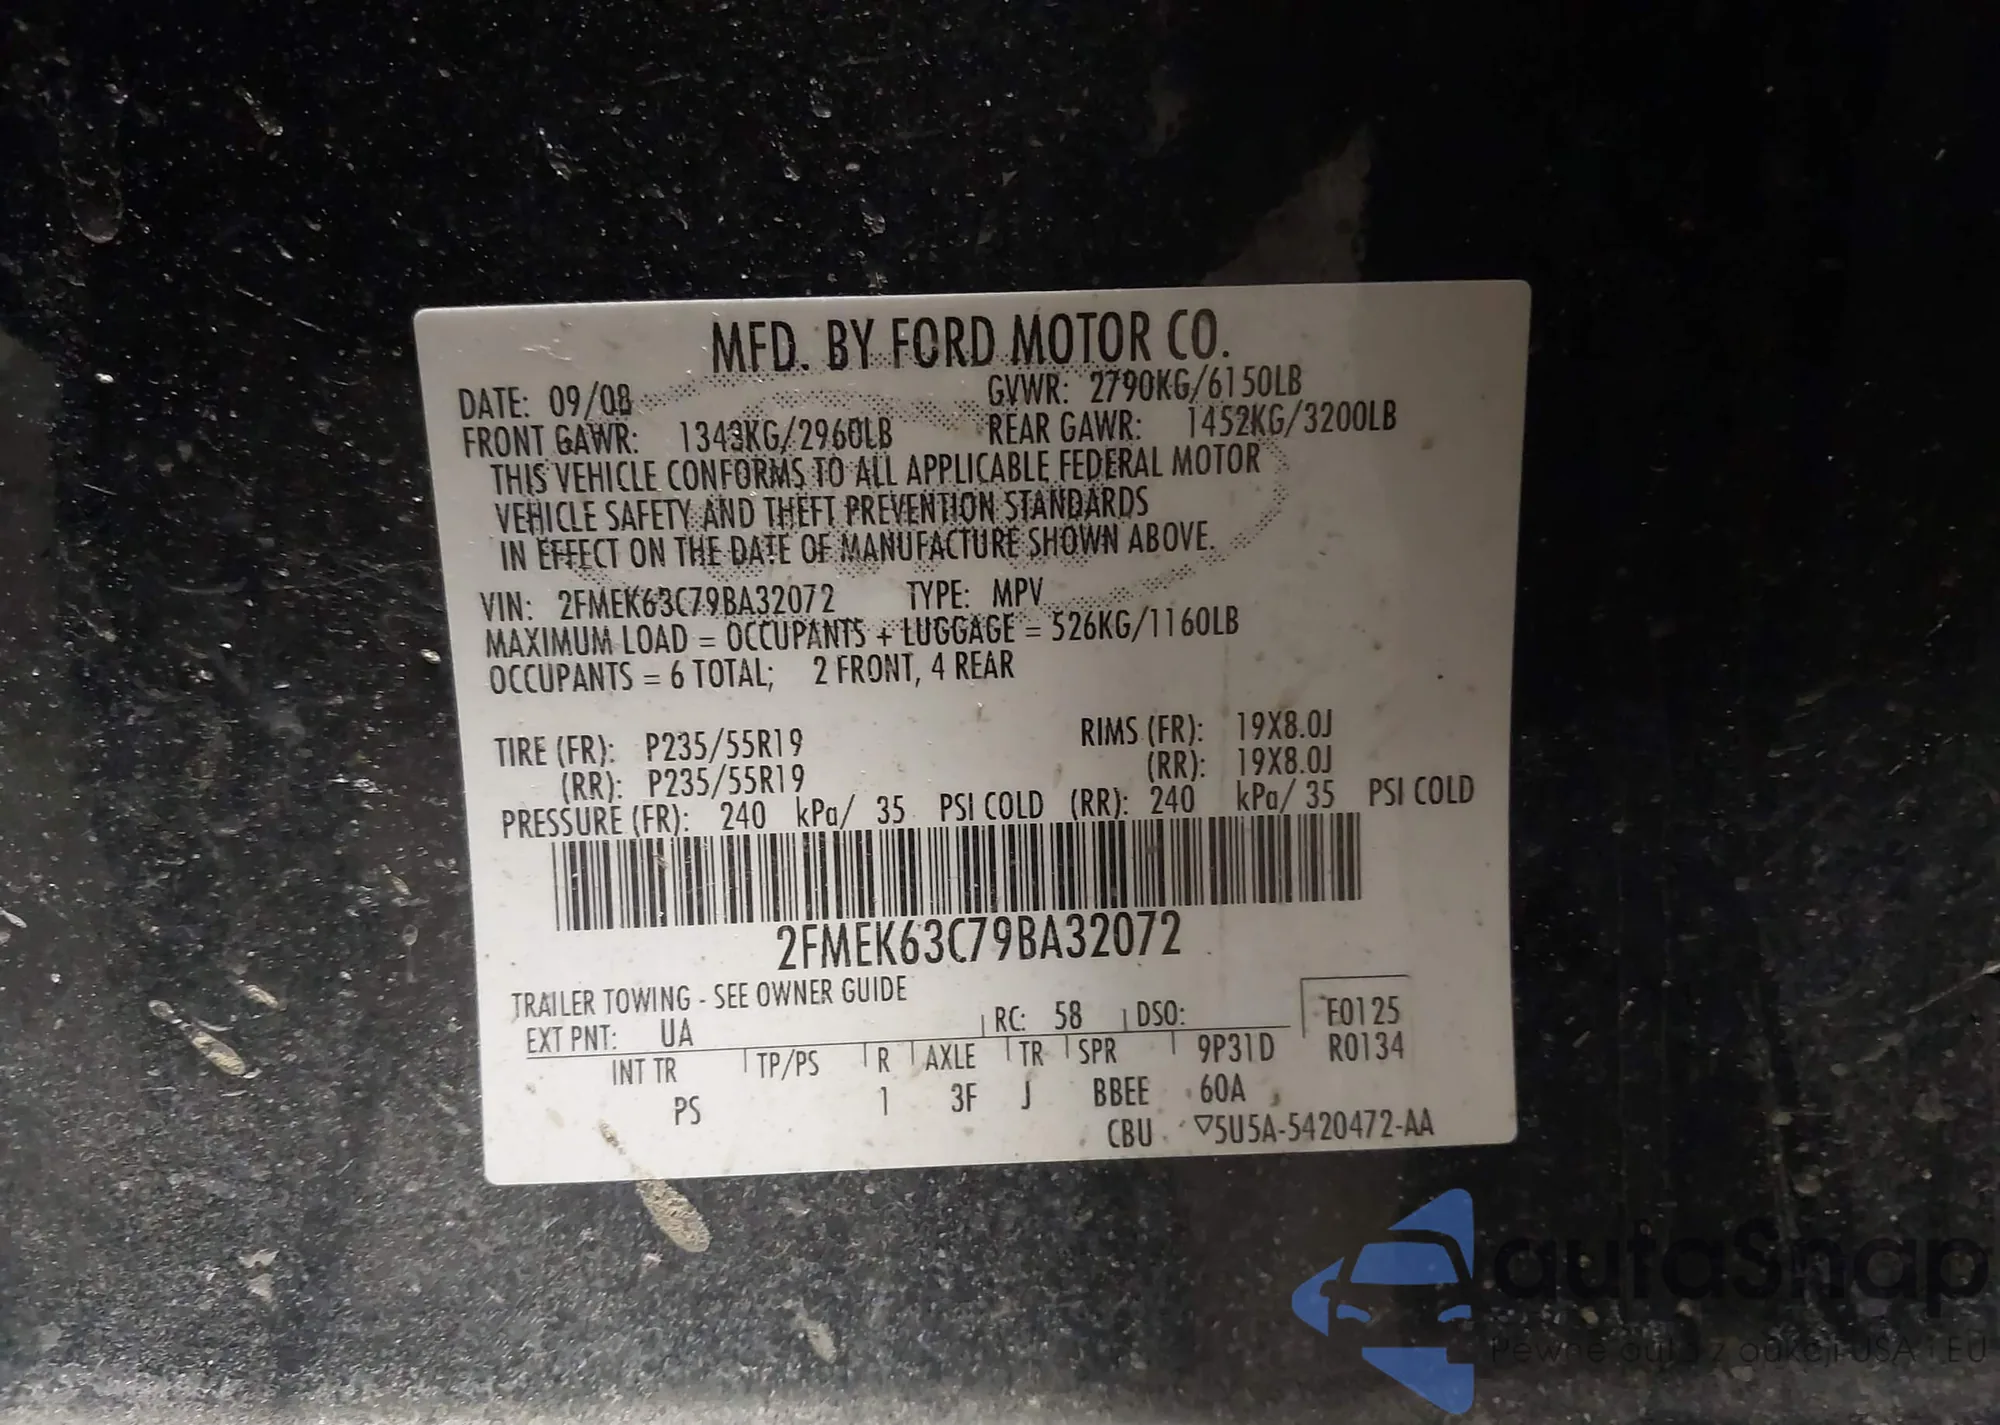 MFD. BY FORD MOTOR CO.
DATE: 09/08 GVWR: 2790KG/6150LB
FRONT GAWR: 1343KG/2960LB REAR GAWR: 1452KG/3200LB
THIS VEHICLE CONFORMS TO ALL APPLICABLE FEDERAL MOTOR
VEHICLE SAFETY AND THEFT PREVENTION STANDARDS
IN EFFECT ON THE DATE OF MANUFACTURE SHOWN ABOVE.
VIN: 2FMEK63C79BA32072 TYPE: MPV
MAXIMUM LOAD = OCCUPANTS + LUGGAGE = 526KG/1160LB
OCCUPANTS = 6 TOTAL; 2 FRONT, 4 REAR
TIRE (FR): P235/55R19 RIMS (FR): 19X8.0J
(RR): P235/55R19 (RR): 19X8.0J
PRESSURE (FR): 240 kPa/ 35 PSI COLD (RR): 240 kPa/ 35 PSI COLD
2FMEK63C79BA32072
TRAILER TOWING - SEE OWNER GUIDE
EXT PNT: UA RC: 58 DSO: F0125
INT TR TP/PS R AXLE TR SPR 9P31D R0134
PS 1 3F J BBEE 60A
CBU ▽5U5A-5420472-AA
autaSnap
Pewne auta z aukcji USA i EU